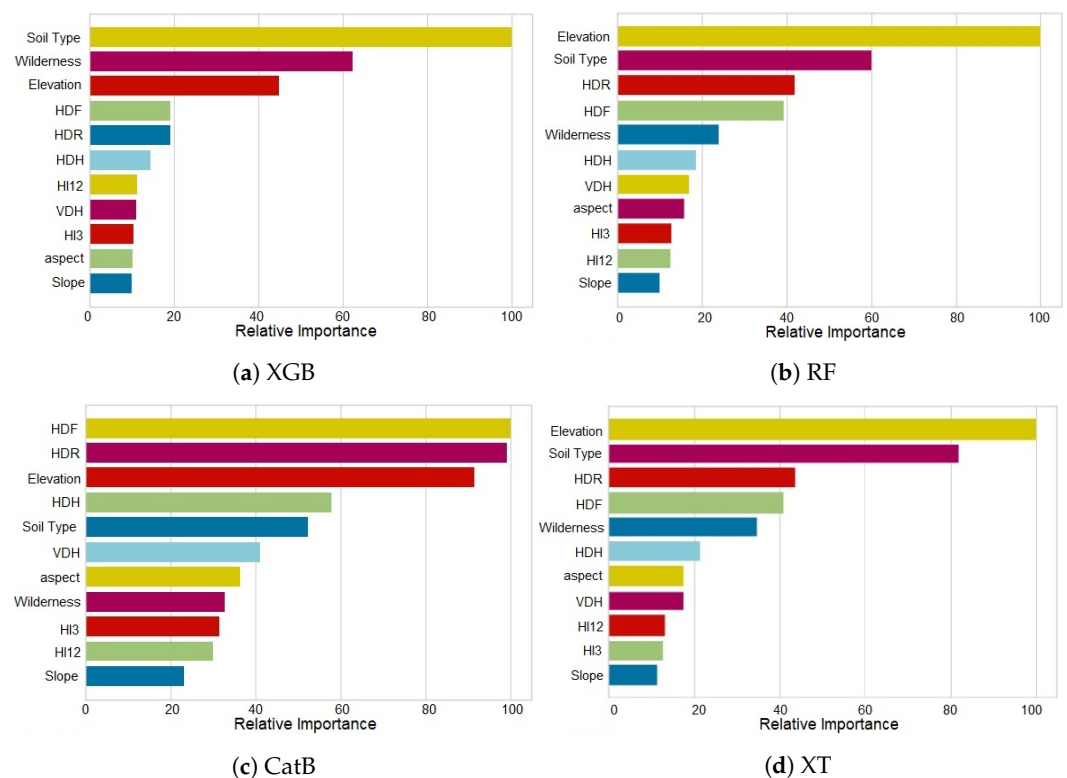 Soil Type
Wilderness
Elevation
HDF
HDR
HDH
HI12
VDH
HI3
aspect
Slope
0 20 40 60 80 100
Relative Importance
(a) XGB
Elevation
Soil Type
HDR
HDF
Wilderness
HDH
VDH
aspect
HI3
HI12
Slope
0 20 40 60 80 100
Relative Importance
(b) RF
HDF
HDR
Elevation
HDH
Soil Type
VDH
aspect
Wilderness
HI3
HI12
Slope
0 20 40 60 80 100
Relative Importance
(c) CatB
Elevation
Soil Type
HDR
HDF
Wilderness
HDH
aspect
VDH
HI12
HI3
Slope
0 20 40 60 80 100
Relative Importance
(d) XT